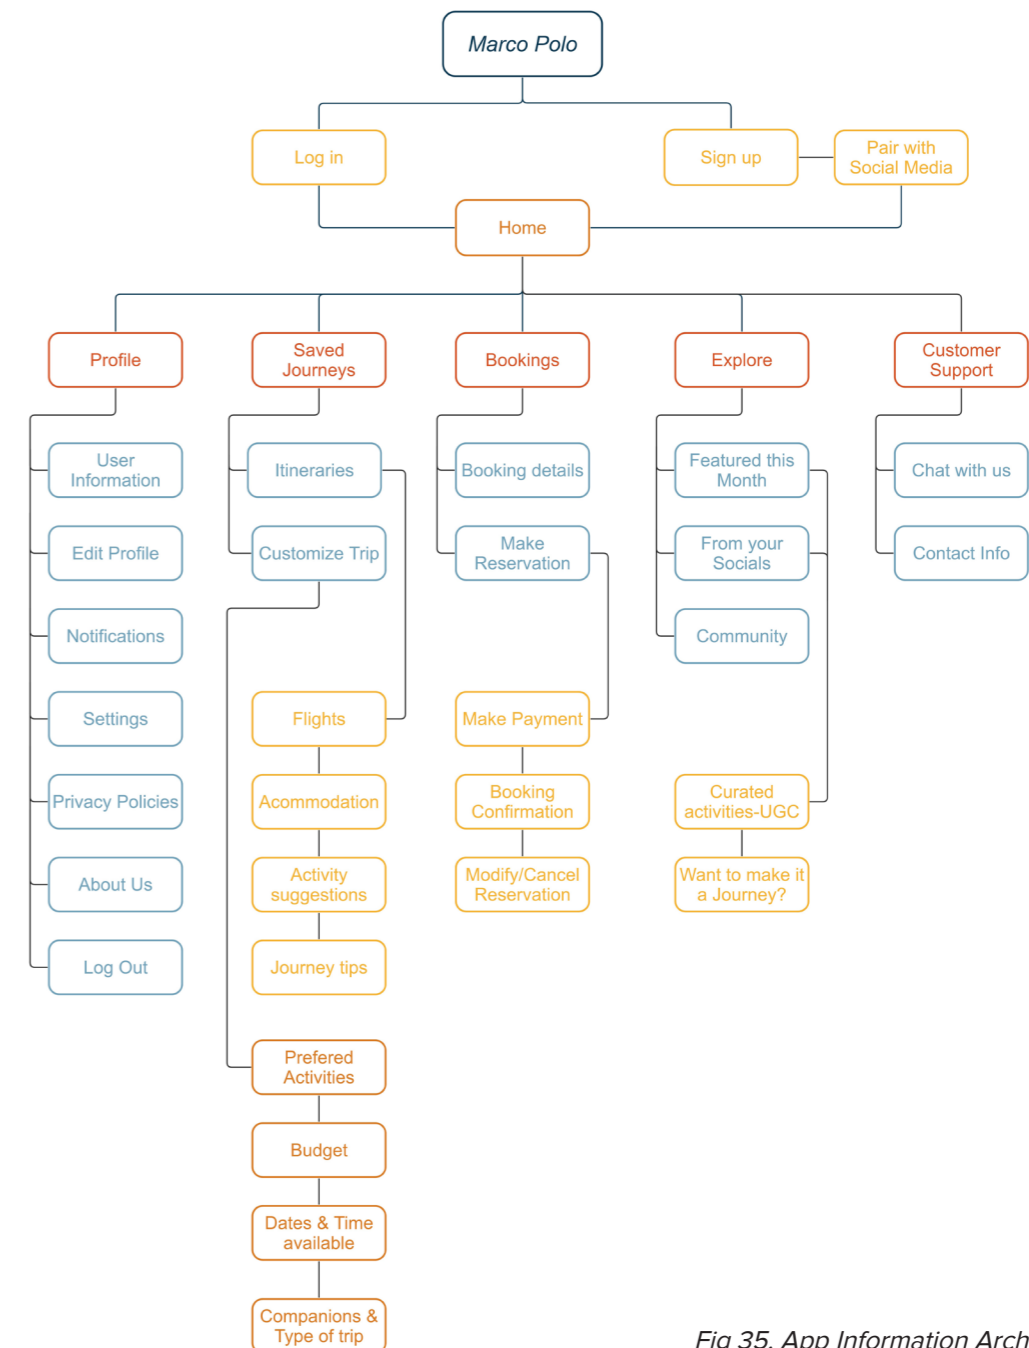 Marco Polo
Log in
Sign up
Pair with
Social Media
Home
Profile
Saved
Journeys
Bookings
Explore
Customer
Support
User
Information
Itineraries
Booking details
Featured this
Month
Chat with us
Edit Profile
Customize Trip
Make
Reservation
From your
Socials
Contact Info
Notifications
Community
Settings
Flights
Make Payment
Privacy Policies
Acommodation
Booking
Confirmation
Curated
activities-UGC
About Us
Activity
suggestions
Modify/Cancel
Reservation
Want to make it
a Journey?
Log Out
Journey tips
Prefered
Activities
Budget
Dates & Time
available
Companions &
Type of trip
Fig 35. App Information Arch